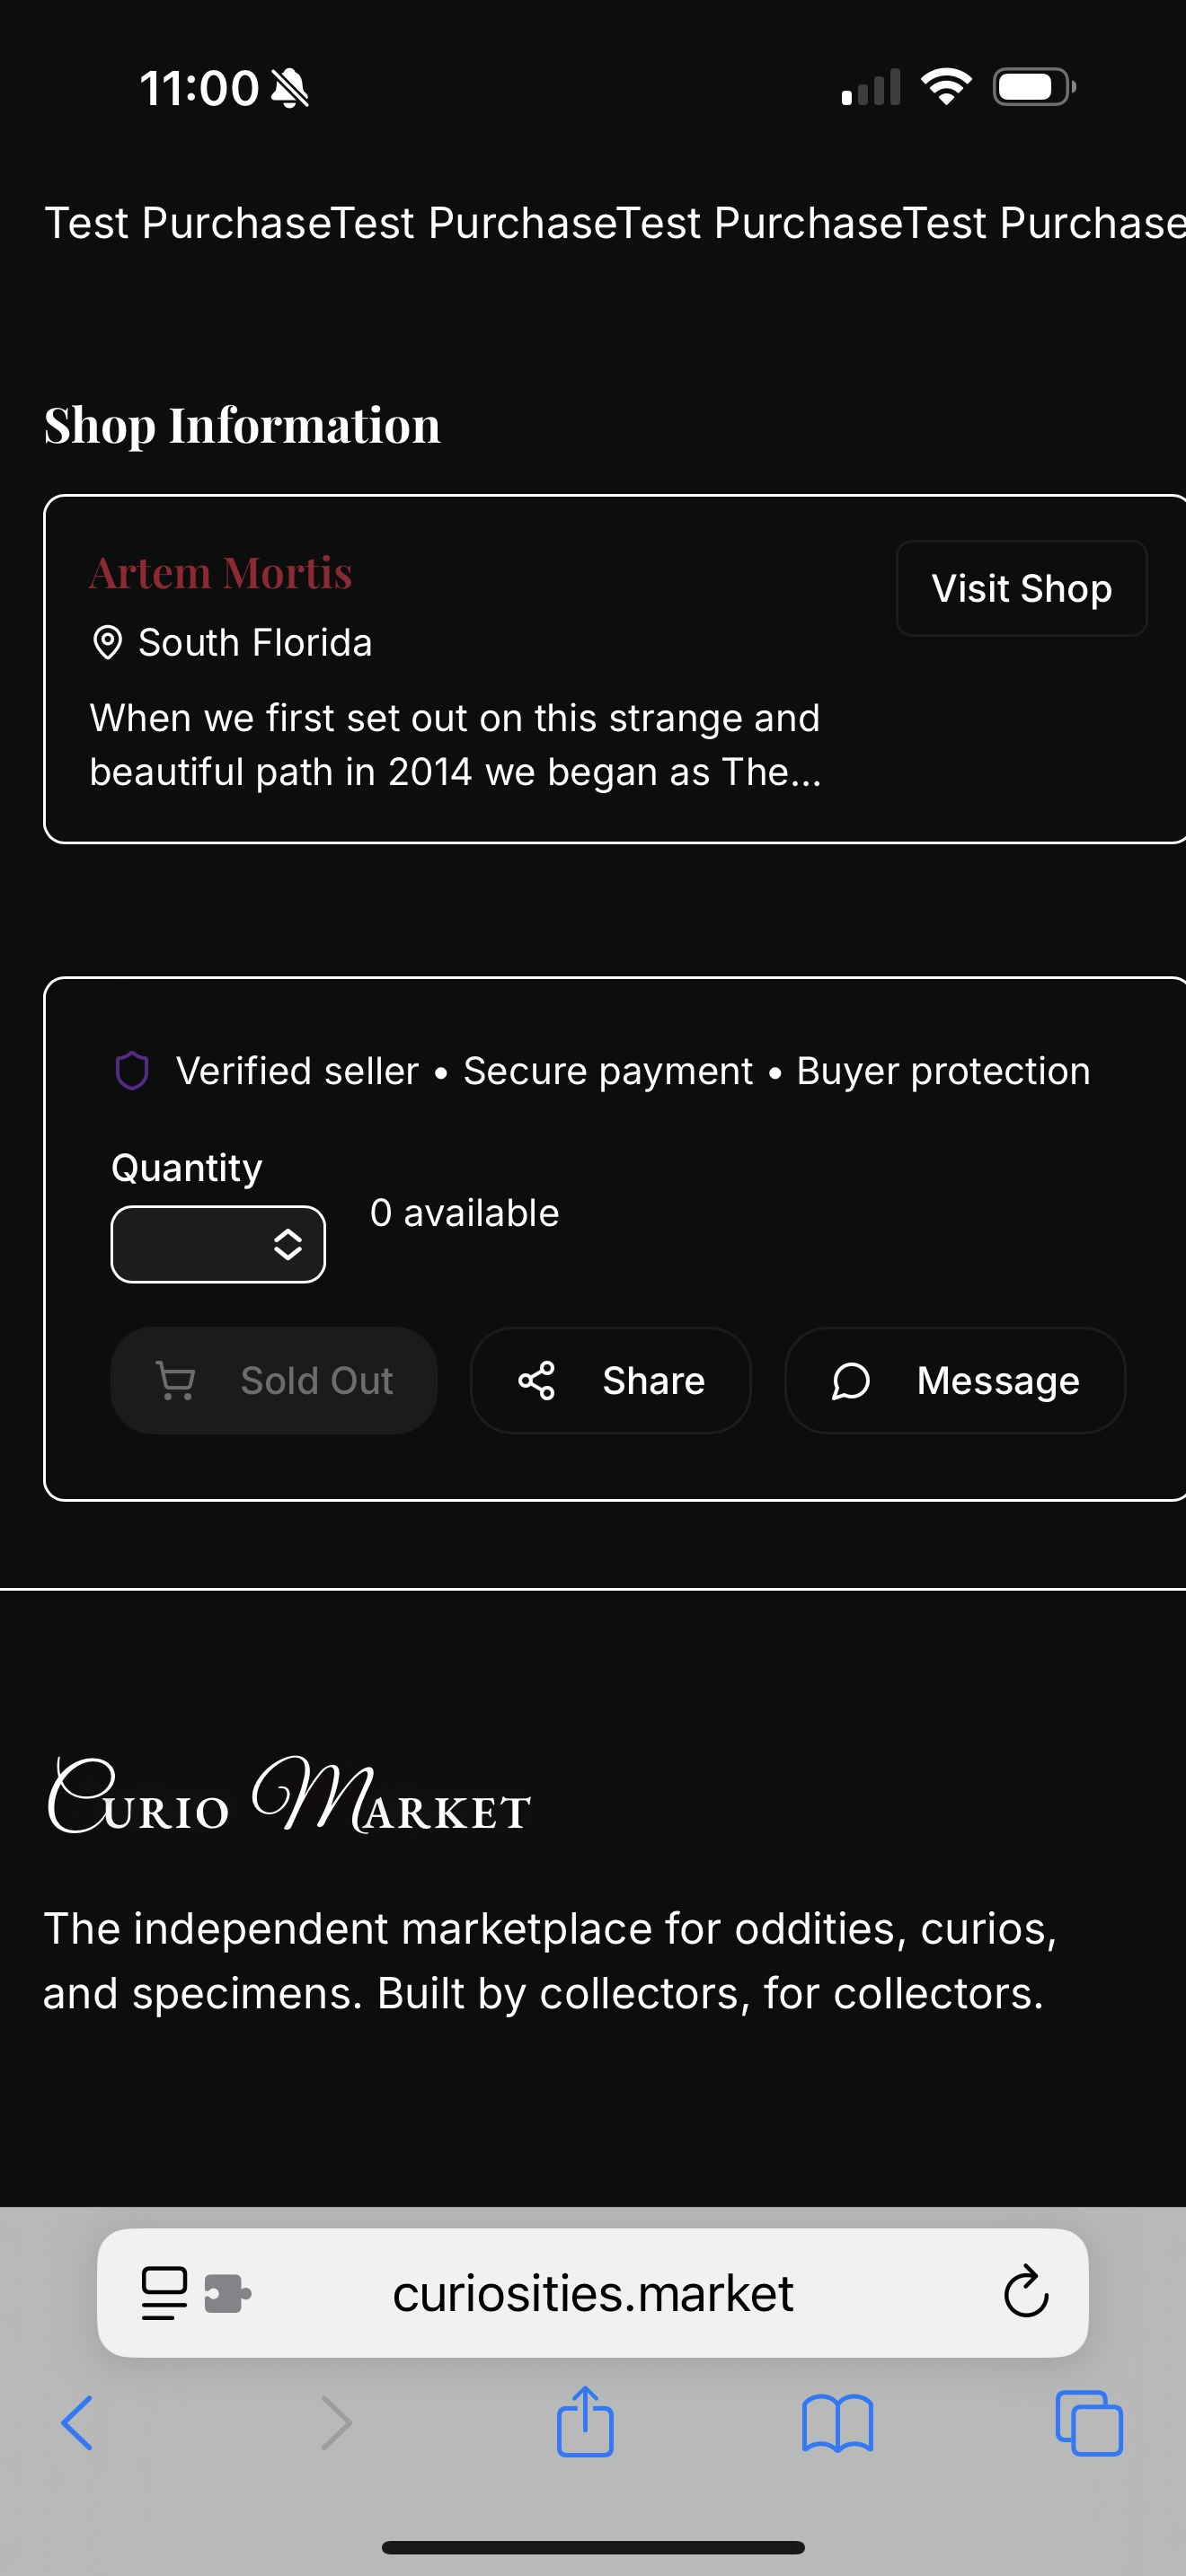 11:00
Test PurchaseTest PurchaseTest PurchaseTest Purchase
Shop Information
Artem Mortis
Visit Shop
South Florida
When we first set out on this strange and
beautiful path in 2014 we began as The...
Verified seller • Secure payment • Buyer protection
Quantity
0 available
Sold Out
Share
Message
Curio Market
The independent marketplace for oddities, curios,
and specimens. Built by collectors, for collectors.
curiosities.market